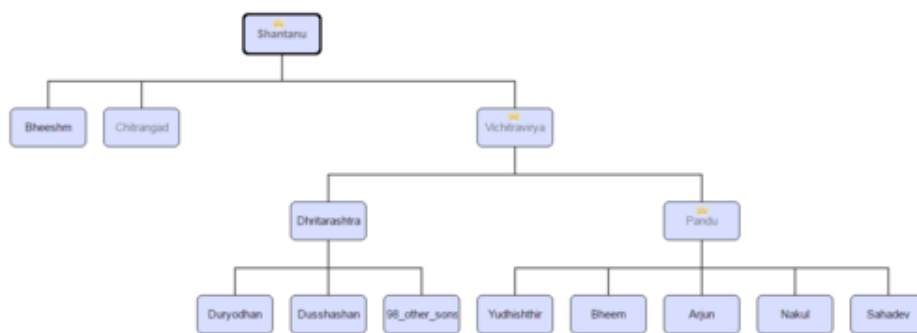 Shantanu
Bheeshm
Chitrangad
Vichitravirya
Dhritarashtra
Pandu
Duryodhan
Dusshashan
98_other_sons
Yudhishthir
Bheem
Arjun
Nakul
Sahadev